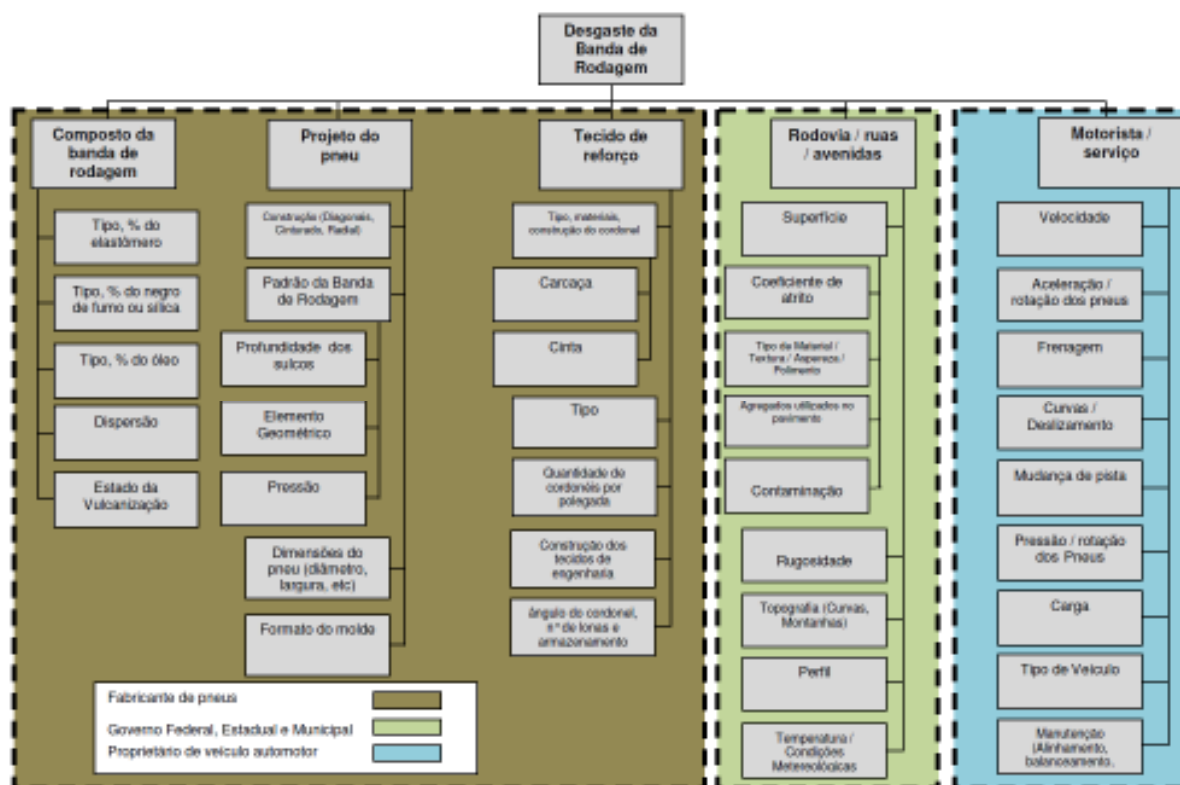 Desgaste da
Banda de
Rodagem
Composto da
banda de
rodagem
Tipo, % do
elastômero
Tipo, % do negro
de fumo ou sílica
Tipo, % do óleo
Dispersão
Estado da
Vulcanização
Projeto do
pneu
Construção (Diagonais,
Cinturado, Radial)
Padrão da Banda
de Rodagem
Profundidade dos
sulcos
Elemento
Geométrico
Pressão
Dimensões do
pneu (diâmetro,
largura, etc)
Formato do molde
Tecido de
reforço
Tipo, materiais,
construção do cordonel
Carcaça
Cinta
Tipo
Quantidade de
cordonéis por
polegada
Construção dos
tecidos de
engenharia
ângulo do cordonel,
nº de lonas e
armazenamento
Rodovia / ruas
/ avenidas
Superfície
Coeficiente de
atrito
Tipo de Material /
Textura / Aspereza /
Polimento
Agregados utilizados no
pavimento
Contaminação
Rugosidade
Topografia (Curvas,
Montanhas)
Perfil
Temperatura /
Condições
Metereológicas
Motorista /
serviço
Velocidade
Aceleração /
rotação dos pneus
Frenagem
Curvas /
Deslizamento
Mudança de pista
Pressão / rotação
dos Pneus
Carga
Tipo de Veículo
Manutenção
(Alinhamento,
balanceamento,
Fabricante de pneus
Governo Federal, Estadual e Municipal
Proprietário de veículo automotor